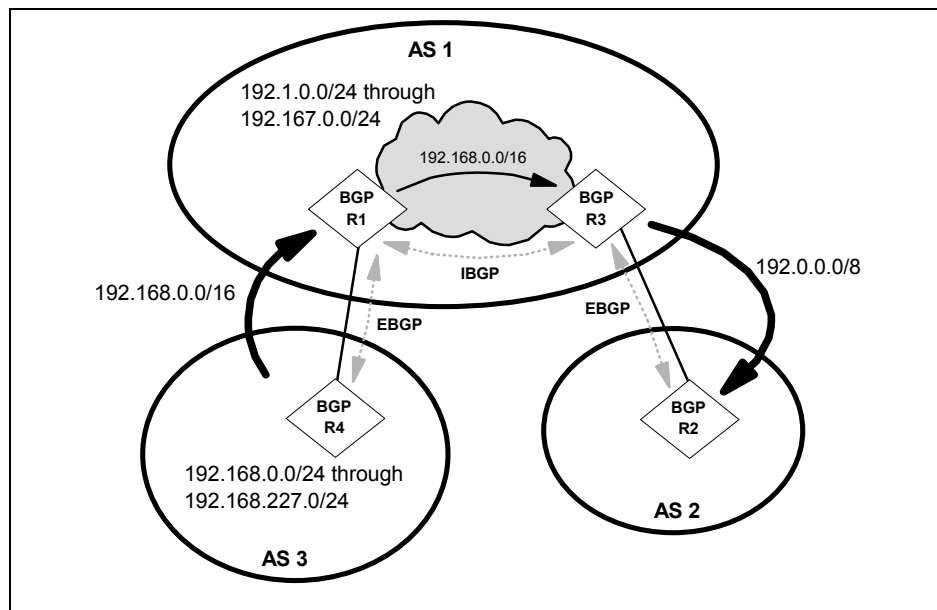 AS 1
192.1.0.0/24 through
192.167.0.0/24
192.168.0.0/16
BGP
R1
BGP
R3
IBGP
192.0.0.0/8
192.168.0.0/16
EBGP
EBGP
BGP
R4
BGP
R2
192.168.0.0/24 through
192.168.227.0/24
AS 2
AS 3